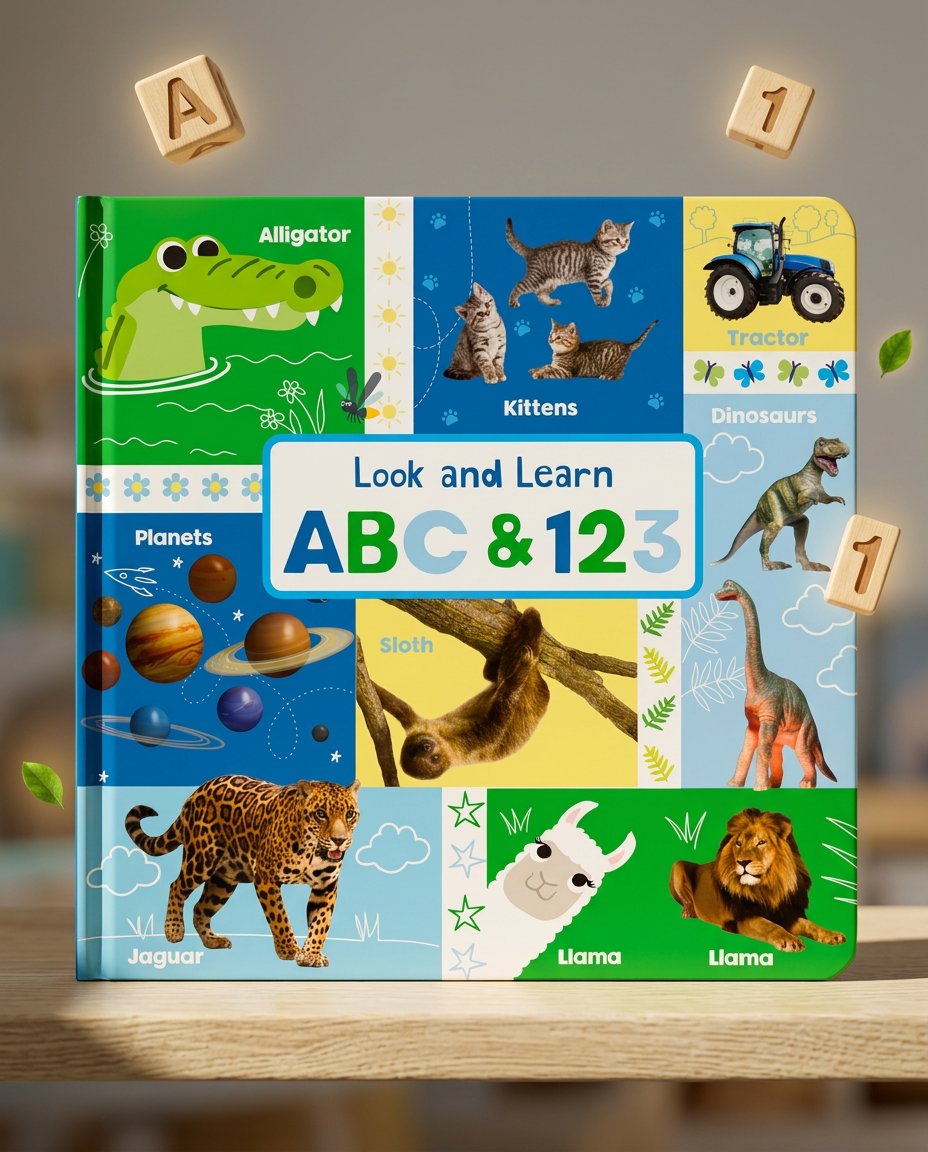 A
1
Alligator
Kittens
Tractor
Dinosaurs
Look and Learn
ABC & 123
Planets
1
Sloth
Jaguar
Llama
Llama